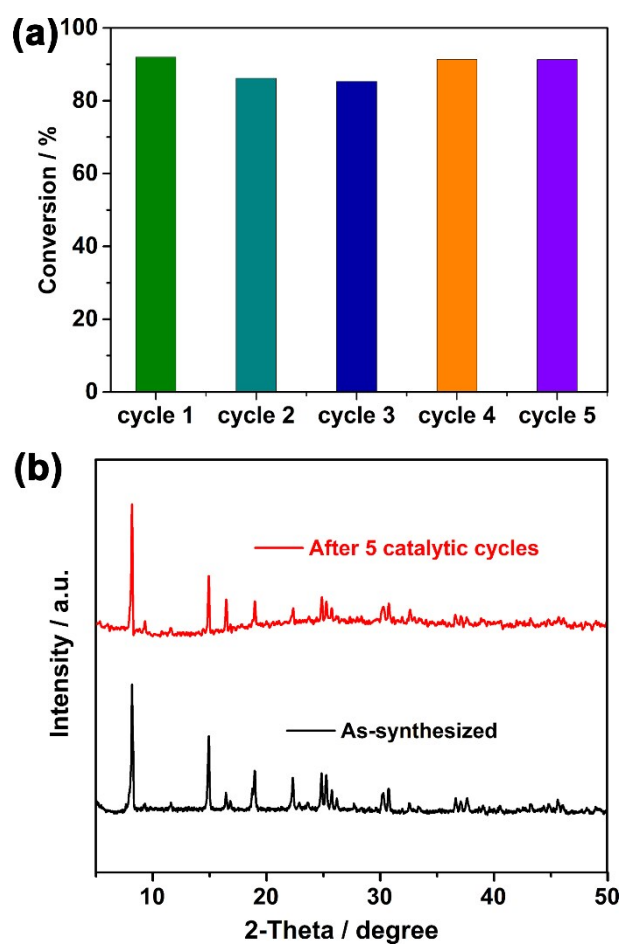 (a)
Conversion / %
100
80
60
40
20
0
cycle 1 cycle 2 cycle 3 cycle 4 cycle 5
(b)
Intensity / a.u.
After 5 catalytic cycles
As-synthesized
10 20 30 40 50
2-Theta / degree